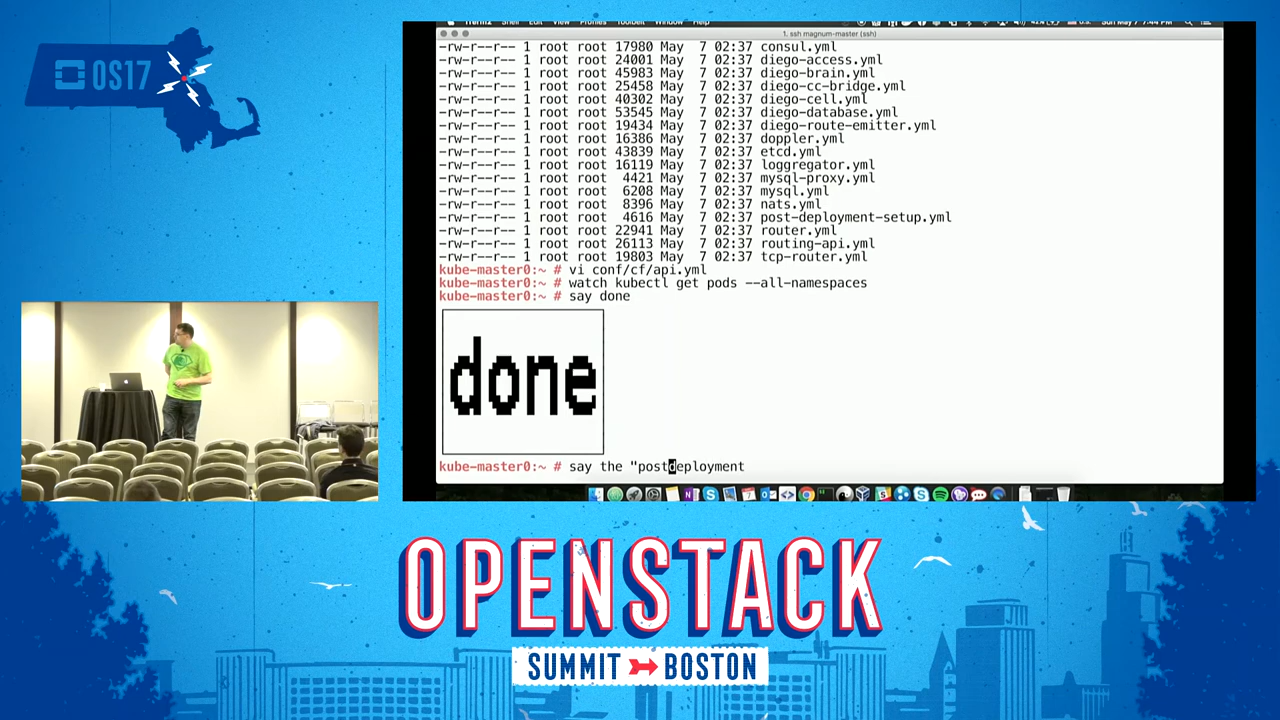 OS17
1. ssh magnum-master (ssh)
-rw-r--r-- 1 root root 17980 May  7 02:37 consul.yml
-rw-r--r-- 1 root root 24001 May  7 02:37 diego-access.yml
-rw-r--r-- 1 root root 45983 May  7 02:37 diego-brain.yml
-rw-r--r-- 1 root root 25458 May  7 02:37 diego-cc-bridge.yml
-rw-r--r-- 1 root root 40302 May  7 02:37 diego-cell.yml
-rw-r--r-- 1 root root 53545 May  7 02:37 diego-database.yml
-rw-r--r-- 1 root root 19434 May  7 02:37 diego-route-emitter.yml
-rw-r--r-- 1 root root 16386 May  7 02:37 doppler.yml
-rw-r--r-- 1 root root 43839 May  7 02:37 etcd.yml
-rw-r--r-- 1 root root 16119 May  7 02:37 loggregator.yml
-rw-r--r-- 1 root root  4421 May  7 02:37 mysql-proxy.yml
-rw-r--r-- 1 root root  6208 May  7 02:37 mysql.yml
-rw-r--r-- 1 root root  8396 May  7 02:37 nats.yml
-rw-r--r-- 1 root root  4616 May  7 02:37 post-deployment-setup.yml
-rw-r--r-- 1 root root 22941 May  7 02:37 router.yml
-rw-r--r-- 1 root root 26113 May  7 02:37 routing-api.yml
-rw-r--r-- 1 root root 19803 May  7 02:37 tcp-router.yml
kube-master0:~ # vi conf/cf/api.yml
kube-master0:~ # watch kubectl get pods --all-namespaces
kube-master0:~ # say done
done
kube-master0:~ # say the "postdeployment
OPENSTACK
SUMMIT BOSTON